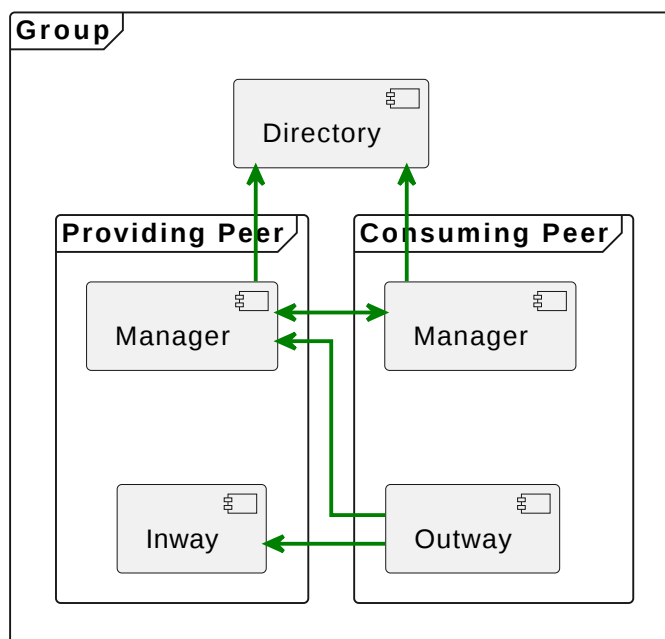 Group
Directory
Providing Peer
Consuming Peer
Manager
Manager
Inway
Outway